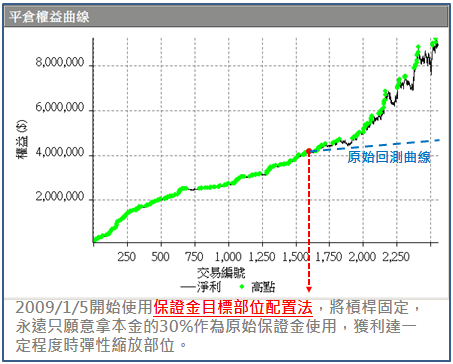 平倉權益曲線
權益 ($)
8,000,000
6,000,000
4,000,000
2,000,000
原始回測曲線
0 250 500 750 1,000 1,250 1,500 1,750 2,000 2,250
交易編號
淨利 高點
2009/1/5開始使用保證金目標部位配置法，將槓桿固定，
永遠只願意拿本金的30%作為原始保證金使用，獲利達一
定程度時彈性縮放部位。